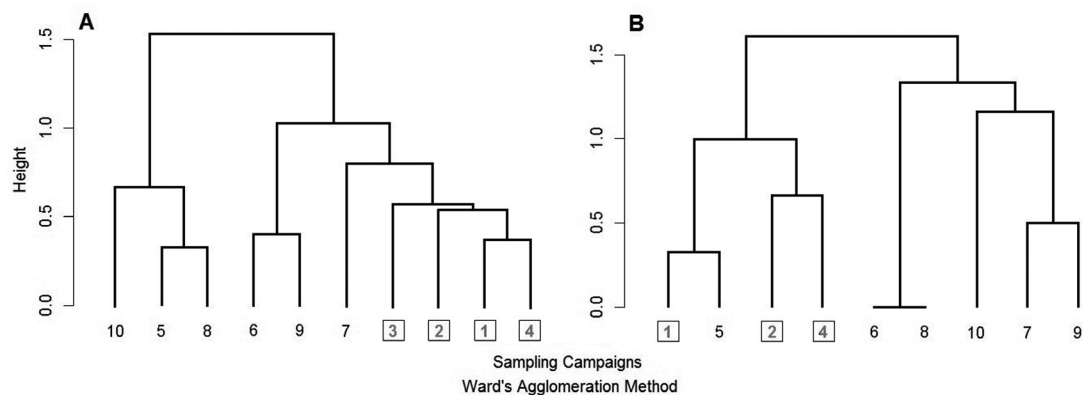 A
B
Height
1.5
1.0
0.5
0.0
1.5
1.0
0.5
0.0
10 5 8 6 9 7 3 2 1 4
1 5 2 4 6 8 10 7 9
Sampling Campaigns
Ward's Agglomeration Method